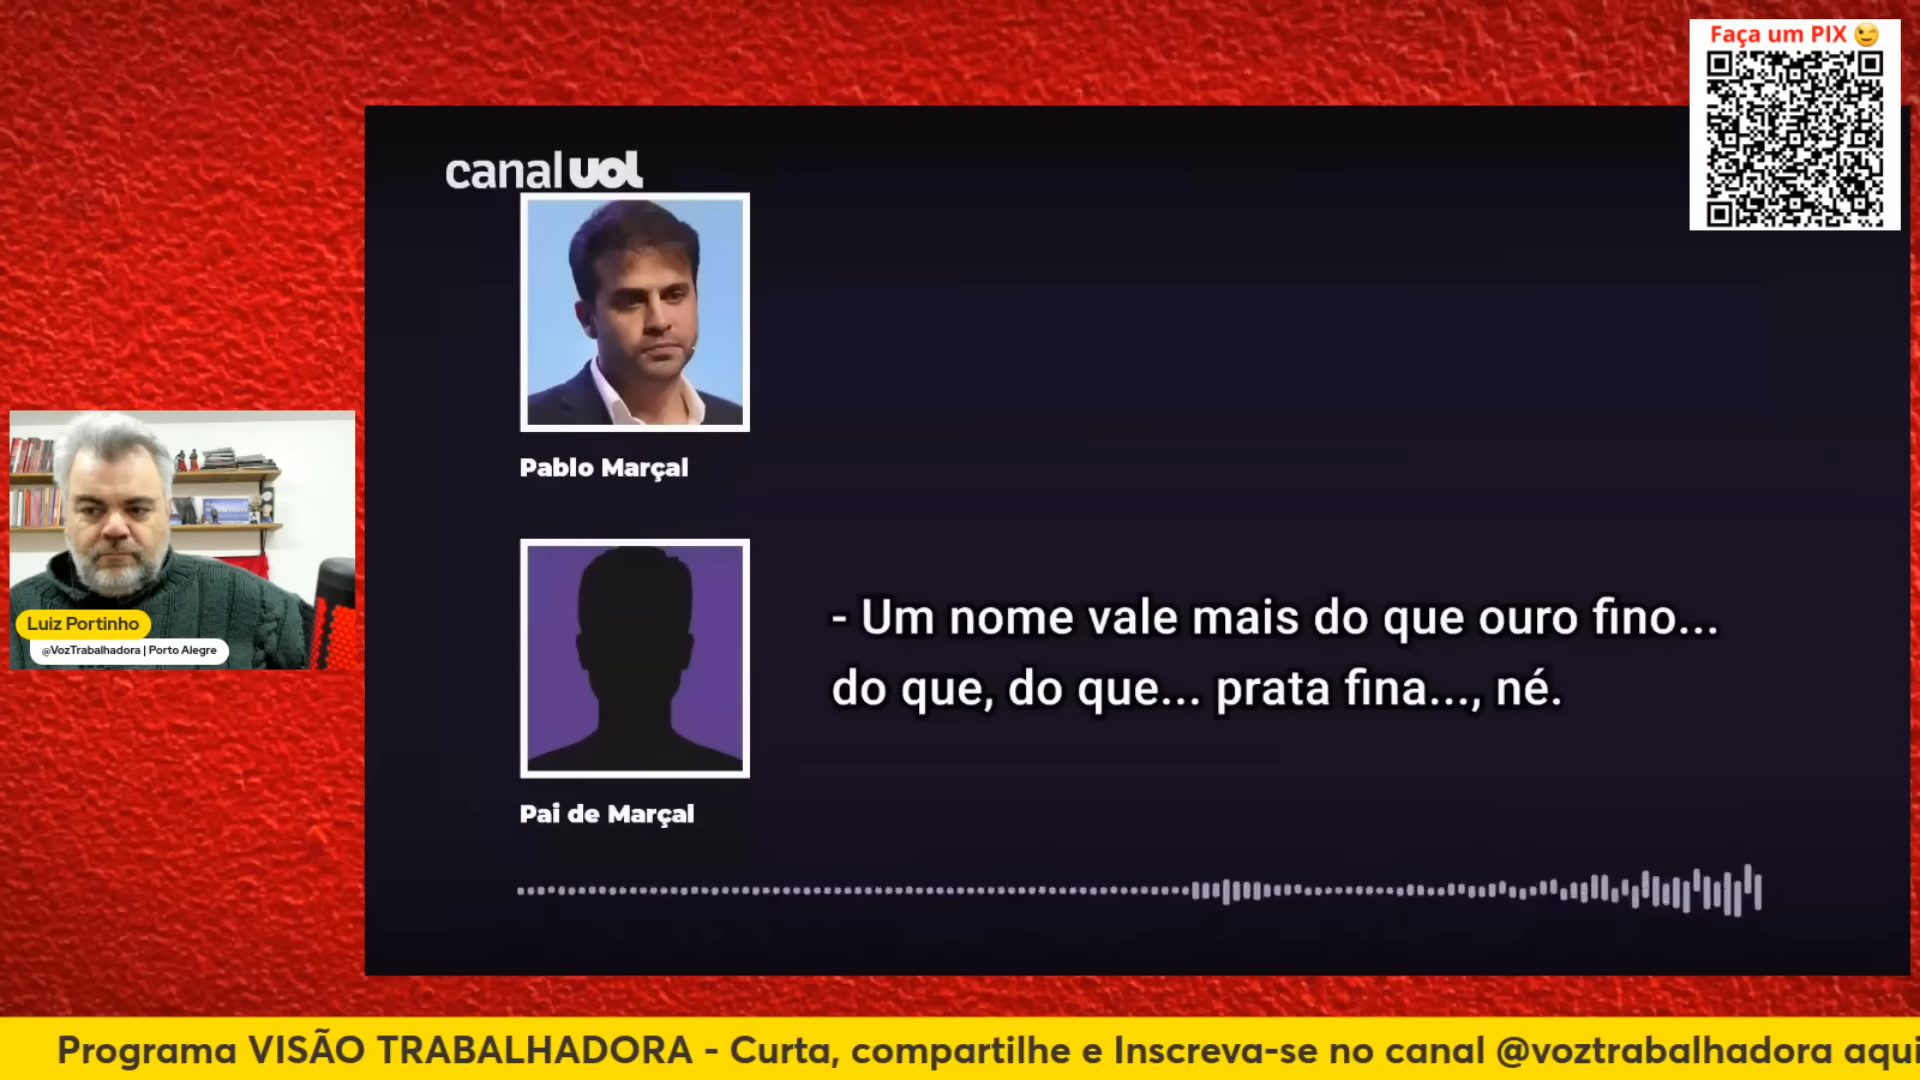 Faça um PIX 😉
canal uol
Pablo Marçal
- Um nome vale mais do que ouro fino...
do que, do que... prata fina..., né.
Pai de Marçal
Luiz Portinho
@VozTrabalhadora | Porto Alegre
Programa VISÃO TRABALHADORA - Curta, compartilhe e Inscreva-se no canal @voztrabalhadora aqui